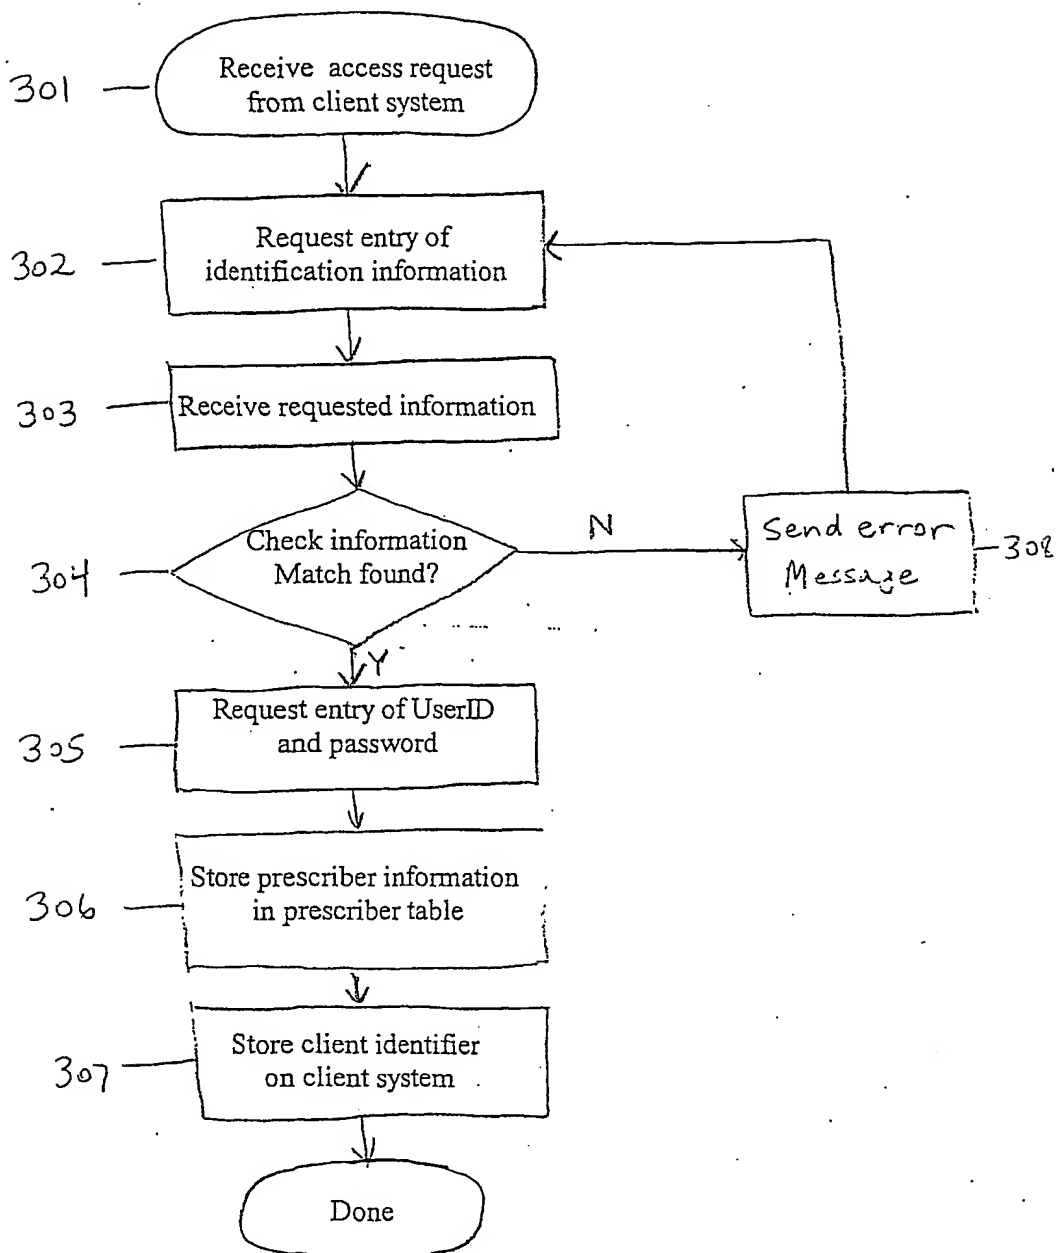 Receive access request
from client system
301
Request entry of
identification information
302
Receive requested information
303
Check information
Match found?
304
N
Send error
Message
308
Y
Request entry of UserID
and password
305
Store prescriber information
in prescriber table
306
Store client identifier
on client system
307
Done